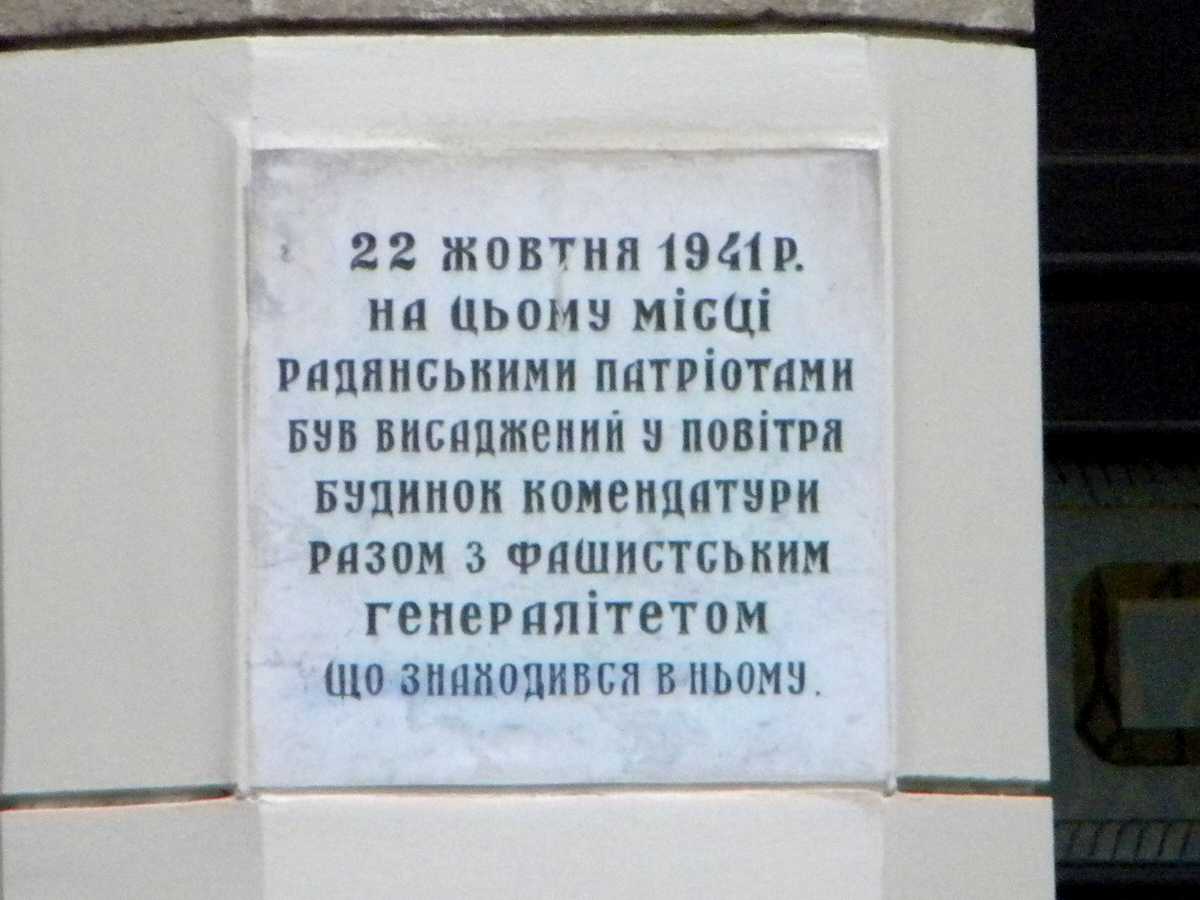 22 ЖОВТНЯ 1941 Р.
НА ЦЬОМУ МІСЦІ
РАДЯНСЬКИМИ ПАТРІОТАМИ
БУВ ВИСАДЖЕНИЙ У ПОВІТРЯ
БУДИНОК КОМЕНДАТУРИ
РАЗОМ З ФАШИСТСЬКИМ
ГЕНЕРАЛІТЕТОМ
ЩО ЗНАХОДИВСЯ В НЬОМУ.